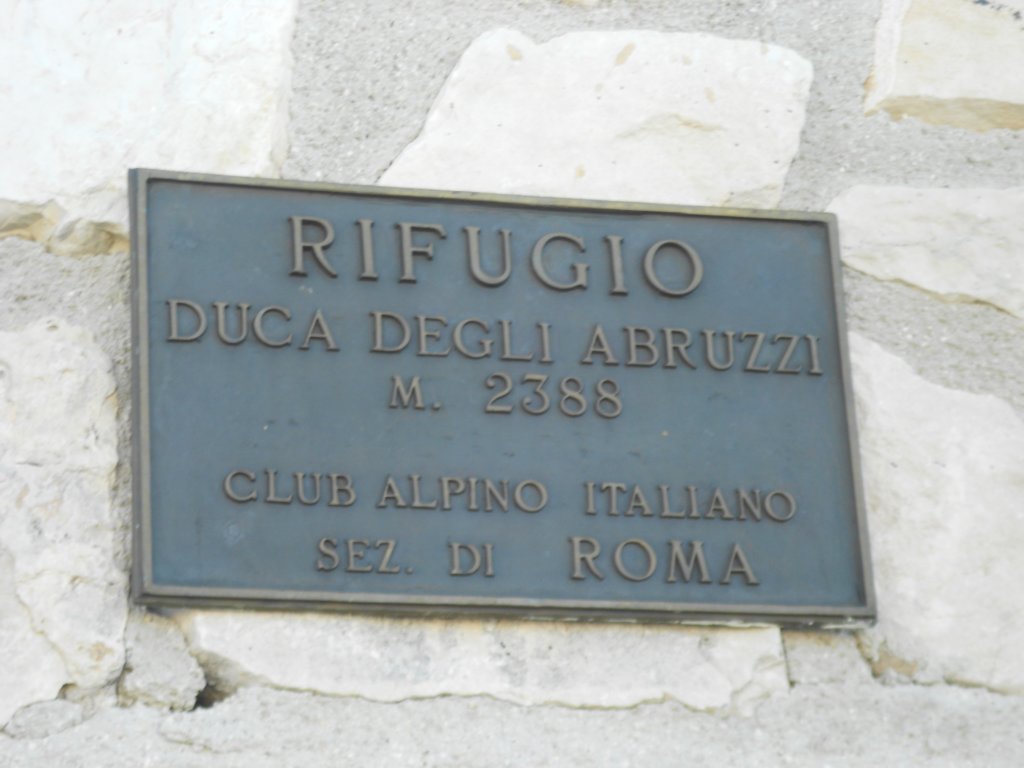 RIFUGIO
DUCA DEGLI ABRUZZI
M. 2388
CLUB ALPINO ITALIANO
SEZ. DI ROMA